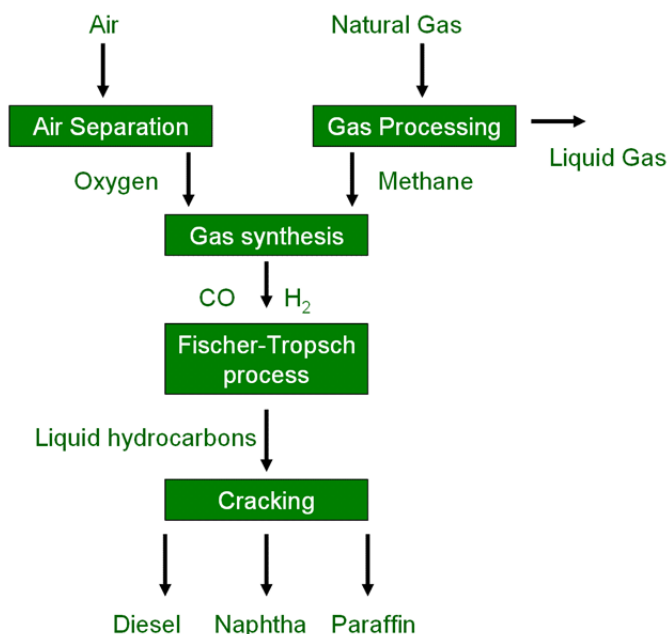 Air
Natural Gas
Air Separation
Gas Processing
Liquid Gas
Oxygen
Methane
Gas synthesis
CO
H₂
Fischer-Tropsch
process
Liquid hydrocarbons
Cracking
Diesel
Naphtha
Paraffin